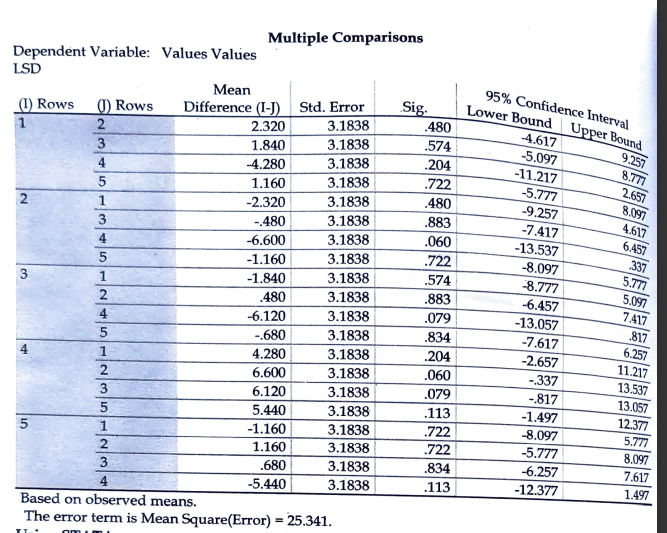 Multiple Comparisons
Dependent Variable: Values Values
LSD
Mean 95% Confidence Interval
(I) Rows (J) Rows Difference (I-J) Std. Error Sig. Lower Bound Upper Bound
1 2 2.320 3.1838 .480 -4.617 9.257
3 1.840 3.1838 .574 -5.097 8.777
4 -4.280 3.1838 .204 -11.217 2.657
5 1.160 3.1838 .722 -5.777 8.097
2 1 -2.320 3.1838 .480 -9.257 4.617
3 -.480 3.1838 .883 -7.417 6.457
4 -6.600 3.1838 .060 -13.537 .337
5 -1.160 3.1838 .722 -8.097 5.777
3 1 -1.840 3.1838 .574 -8.777 5.097
2 .480 3.1838 .883 -6.457 7.417
4 -6.120 3.1838 .079 -13.057 .817
5 -.680 3.1838 .834 -7.617 6.257
4 1 4.280 3.1838 .204 -2.657 11.217
2 6.600 3.1838 .060 -.337 13.537
3 6.120 3.1838 .079 -.817 13.057
5 5.440 3.1838 .113 -1.497 12.377
5 1 -1.160 3.1838 .722 -8.097 5.777
2 1.160 3.1838 .722 -5.777 8.097
3 .680 3.1838 .834 -6.257 7.617
4 -5.440 3.1838 .113 -12.377 1.497
Based on observed means.
The error term is Mean Square(Error) = 25.341.